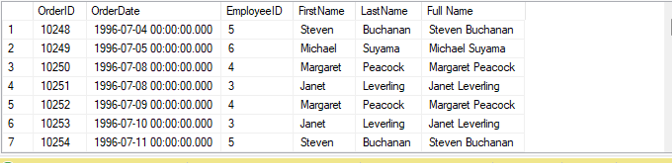 OrderID OrderDate EmployeeID FirstName LastName Full Name
1 10248 1996-07-04 00:00:00.000 5 Steven Buchanan Steven Buchanan
2 10249 1996-07-05 00:00:00.000 6 Michael Suyama Michael Suyama
3 10250 1996-07-08 00:00:00.000 4 Margaret Peacock Margaret Peacock
4 10251 1996-07-08 00:00:00.000 3 Janet Leverling Janet Leverling
5 10252 1996-07-09 00:00:00.000 4 Margaret Peacock Margaret Peacock
6 10253 1996-07-10 00:00:00.000 3 Janet Leverling Janet Leverling
7 10254 1996-07-11 00:00:00.000 5 Steven Buchanan Steven Buchanan